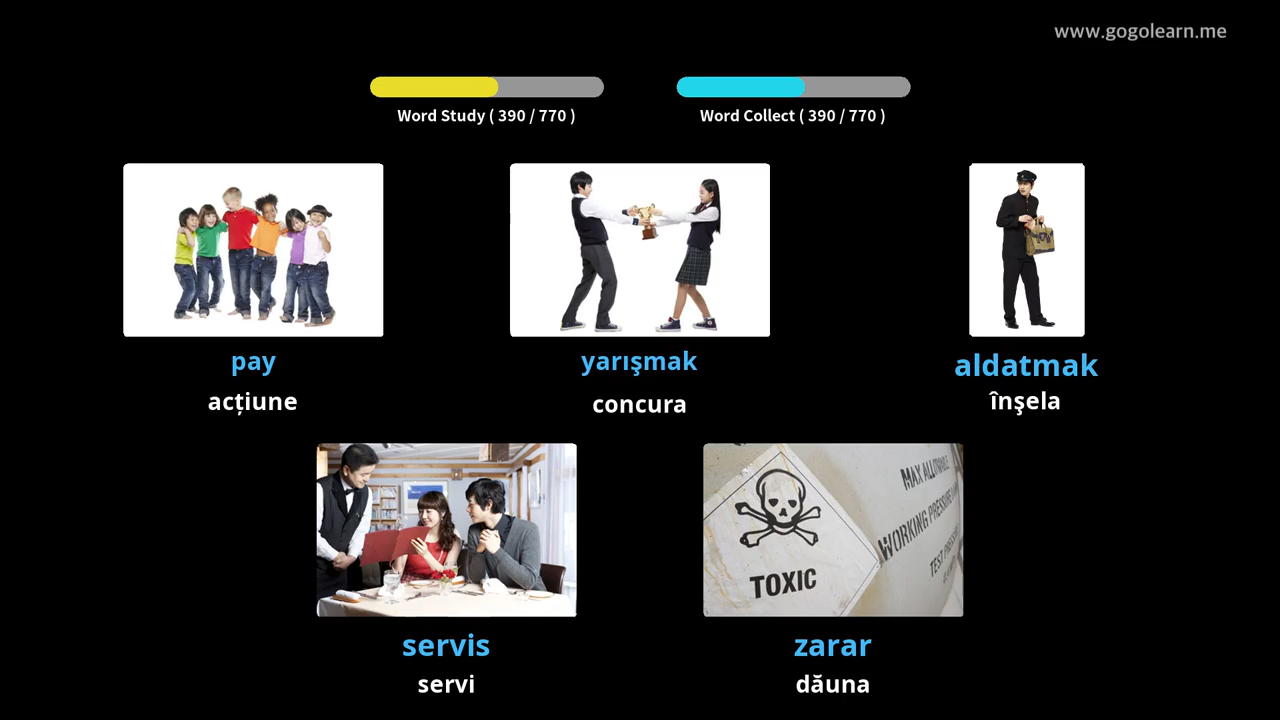 www.gogolearn.me
Word Study ( 390 / 770 )
Word Collect ( 390 / 770 )
pay
acțiune
yarışmak
concura
aldatmak
înşela
MAX ALLOWABLE
WORKING PRESSURE
TEST
TOXIC
servis
servi
zarar
dăuna